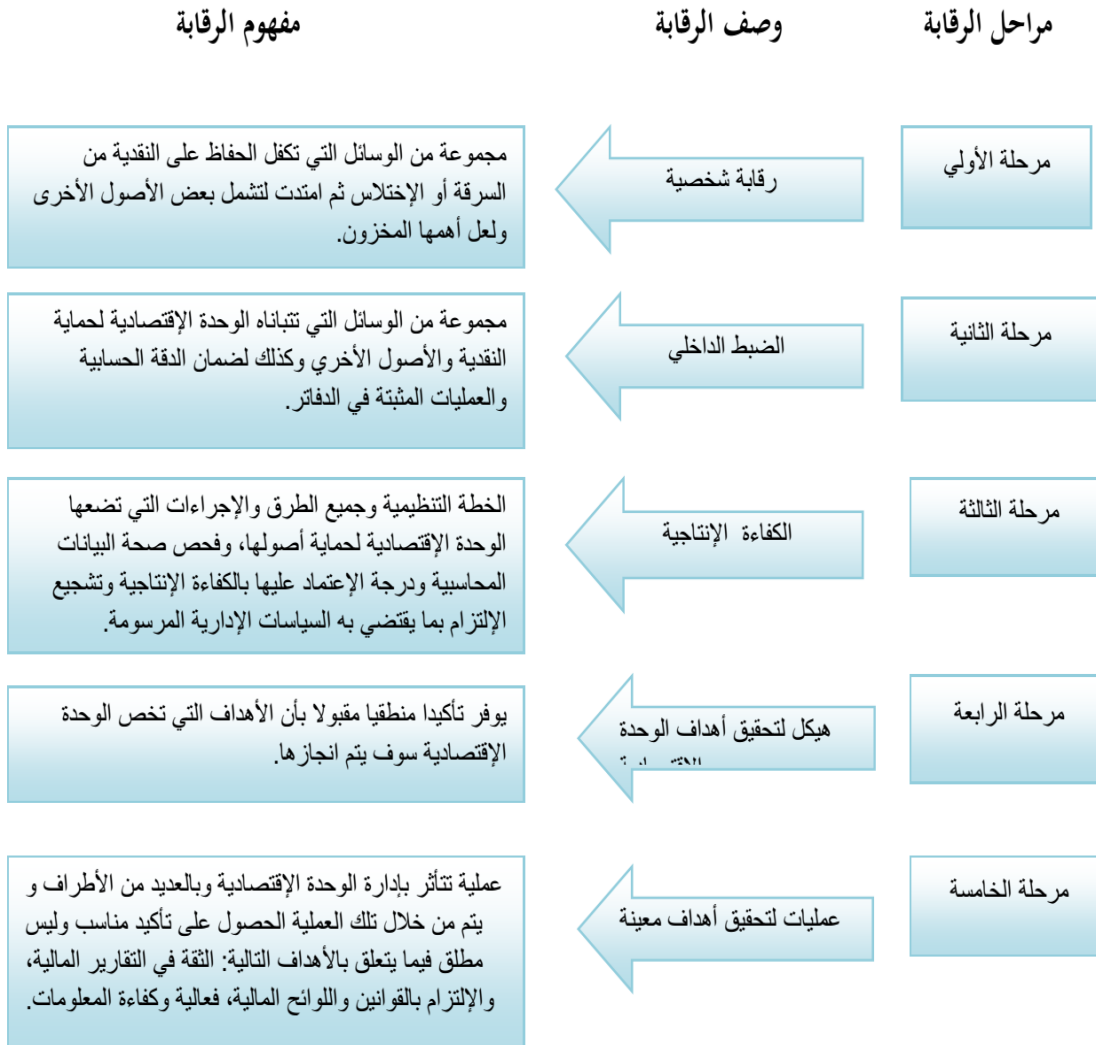 مراحل الرقابة
وصف الرقابة
مفهوم الرقابة
مرحلة الأولي
رقابة شخصية
مجموعة من الوسائل التي تكفل الحفاظ على النقدية من
السرقة أو الإختلاس ثم امتدت لتشمل بعض الأصول الأخرى
ولعل أهمها المخزون.
مرحلة الثانية
الضبط الداخلي
مجموعة من الوسائل التي تتباناه الوحدة الإقتصادية لحماية
النقدية والأصول الأخري وكذلك لضمان الدقة الحسابية
والعمليات المثبتة في الدفاتر.
مرحلة الثالثة
الكفاءة الإنتاجية
الخطة التنظيمية وجميع الطرق والإجراءات التي تضعها
الوحدة الإقتصادية لحماية أصولها، وفحص صحة البيانات
المحاسبية ودرجة الإعتماد عليها بالكفاءة الإنتاجية وتشجيع
الإلتزام بما يقتضي به السياسات الإدارية المرسومة.
مرحلة الرابعة
هيكل لتحقيق أهداف الوحدة
يوفر تأكيدا منطقيا مقبولا بأن الأهداف التي تخص الوحدة
الإقتصادية سوف يتم انجازها.
مرحلة الخامسة
عمليات لتحقيق أهداف معينة
عملية تتأثر بإدارة الوحدة الإقتصادية وبالعديد من الأطراف و
يتم من خلال تلك العملية الحصول على تأكيد مناسب وليس
مطلق فيما يتعلق بالأهداف التالية: الثقة في التقارير المالية،
والإلتزام بالقوانين واللوائح المالية، فعالية وكفاءة المعلومات.